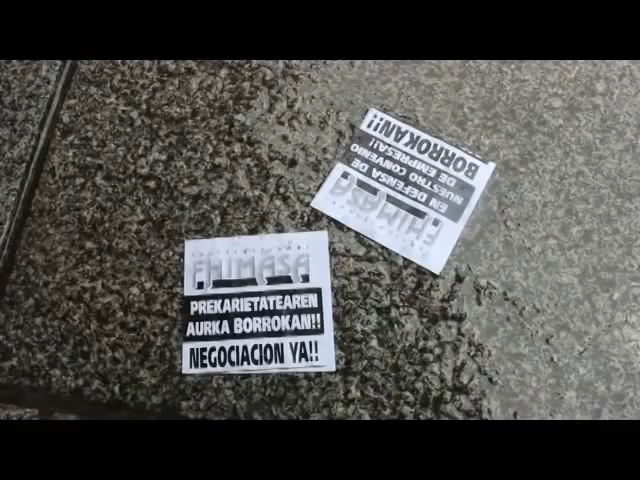 FHIMASA
PREKARIETATEAREN
AURKA BORROKAN!!
NEGOCIACION YA!!
FHIMASA
EN DEFENSA DE
NUESTRO CONVENIO
DE EMPRESA!!
BORROKAN!!